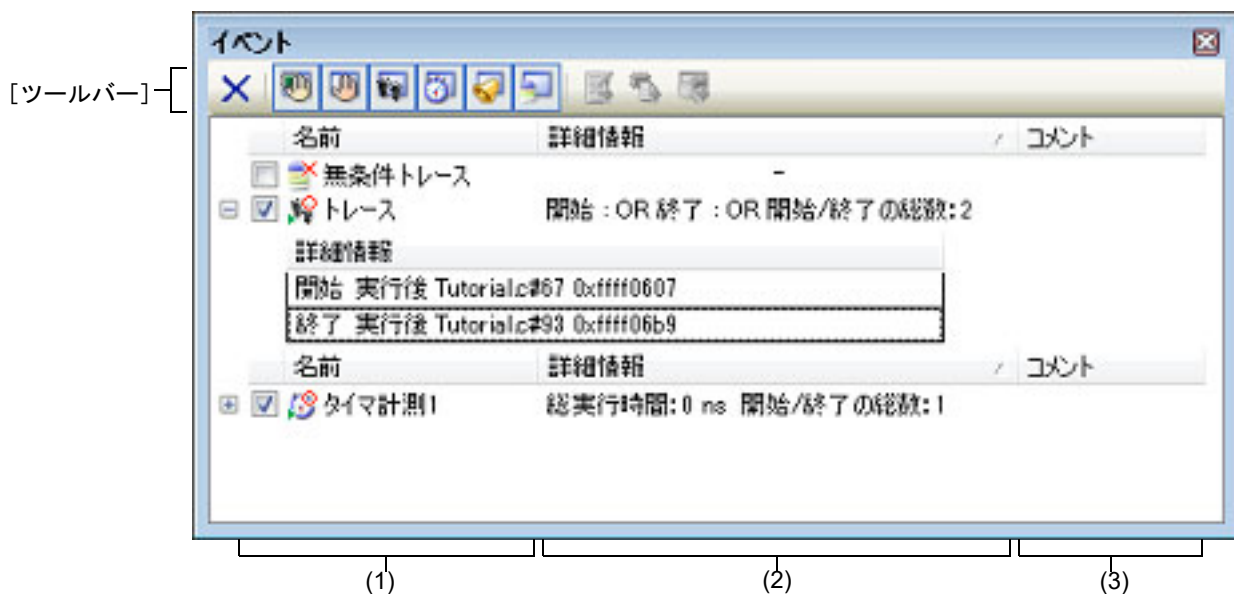 イベント
[ツールバー]
名前 詳細情報 コメント
無条件トレース -
トレース 開始 : OR 終了 : OR 開始/終了の総数: 2
詳細情報
開始 実行後 Tutorial.c#67 0xffff0607
終了 実行後 Tutorial.c#93 0xffff06b9
名前 詳細情報 コメント
タイマ計測1 総実行時間: 0 ns 開始/終了の総数: 1
(1) (2) (3)